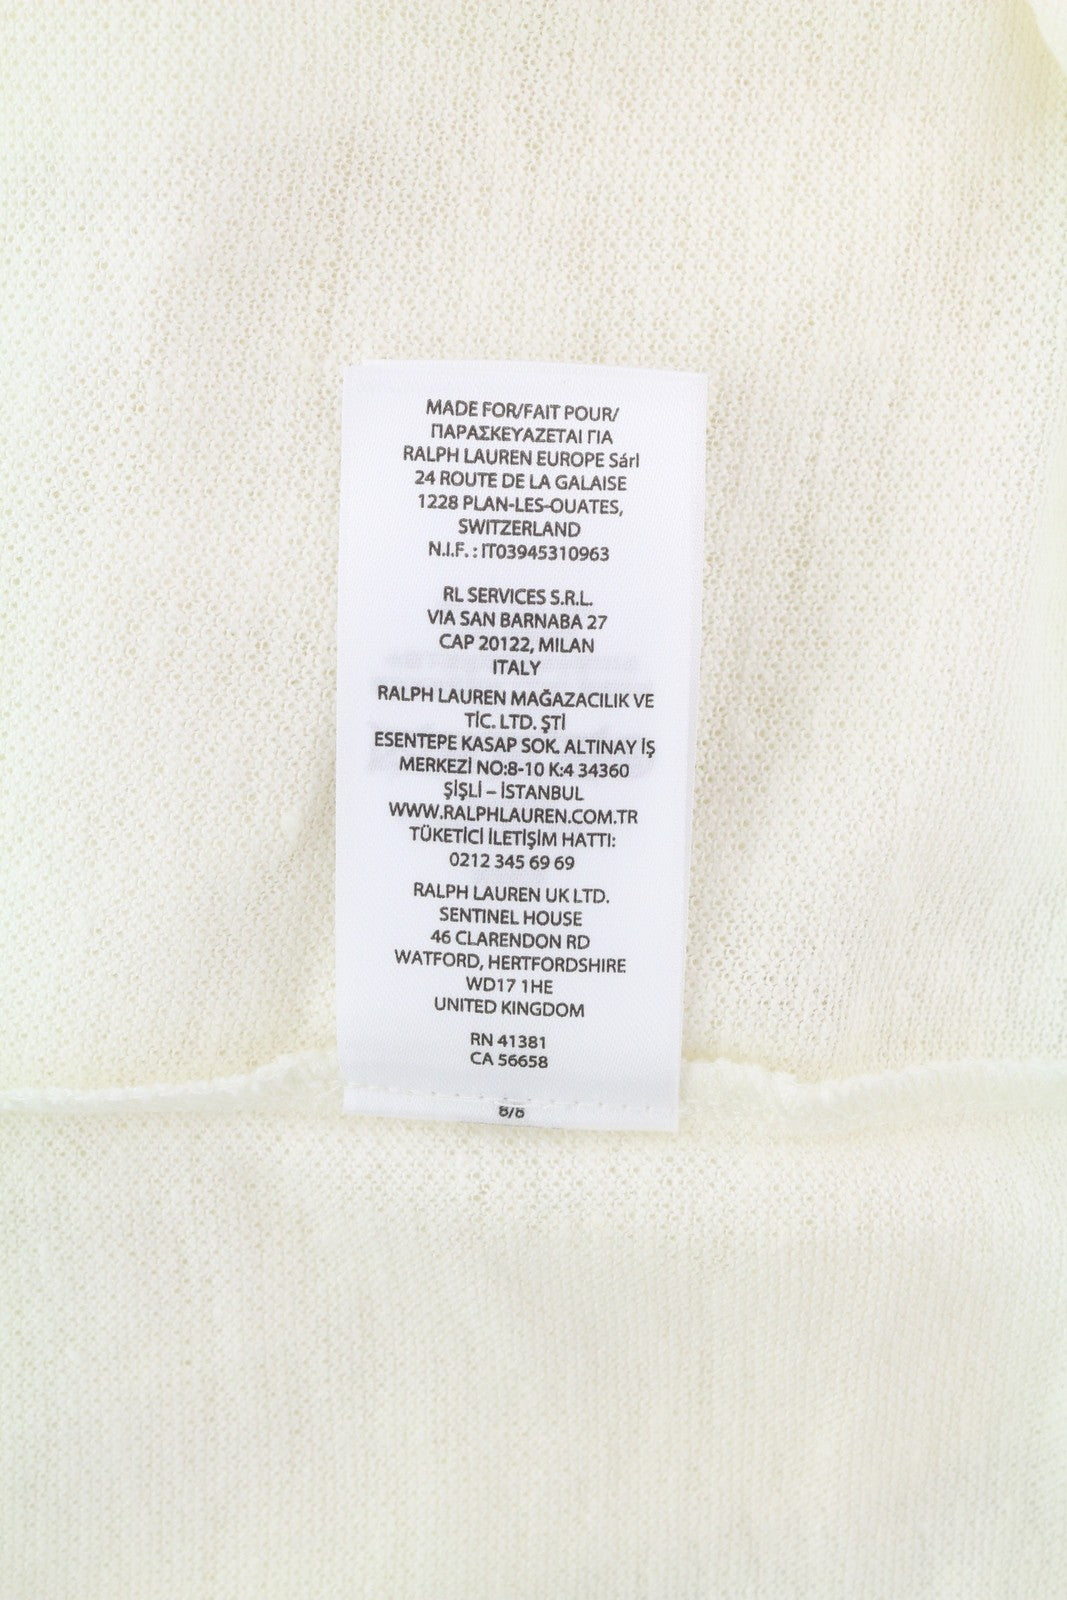 MADE FOR/FAIT POUR/
ΠΑΡΑΣΚΕΥΑΖΕΤΑΙ ΓΙΑ
RALPH LAUREN EUROPE Sárl
24 ROUTE DE LA GALAISE
1228 PLAN-LES-OUATES,
SWITZERLAND
N.I.F. : IT03945310963
RL SERVICES S.R.L.
VIA SAN BARNABA 27
CAP 20122, MILAN
ITALY
RALPH LAUREN MAĞAZACILIK VE
TİC. LTD. ŞTİ
ESENTEPE KASAP SOK. ALTINAY İŞ
MERKEZİ NO:8-10 K:4 34360
ŞİŞLİ – İSTANBUL
WWW.RALPHLAUREN.COM.TR
TÜKETİCİ İLETİŞİM HATTI:
0212 345 69 69
RALPH LAUREN UK LTD.
SENTINEL HOUSE
46 CLARENDON RD
WATFORD, HERTFORDSHIRE
WD17 1HE
UNITED KINGDOM
RN 41381
CA 56658